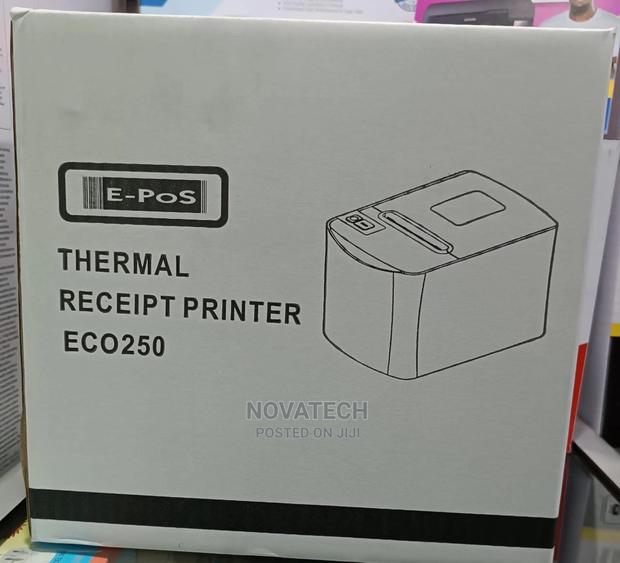 E-PoS
THERMAL
RECEIPT PRINTER
ECO250
NOVATECH
POSTED ON JIJI